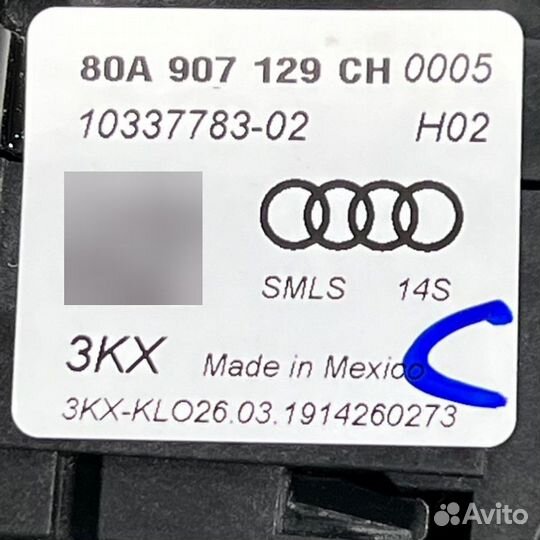 80A 907 129 CH 0005
10337783-02 H02
SMLS 14S
3KX Made in Mexico
3KX-KLO26.03.1914260273
Avito